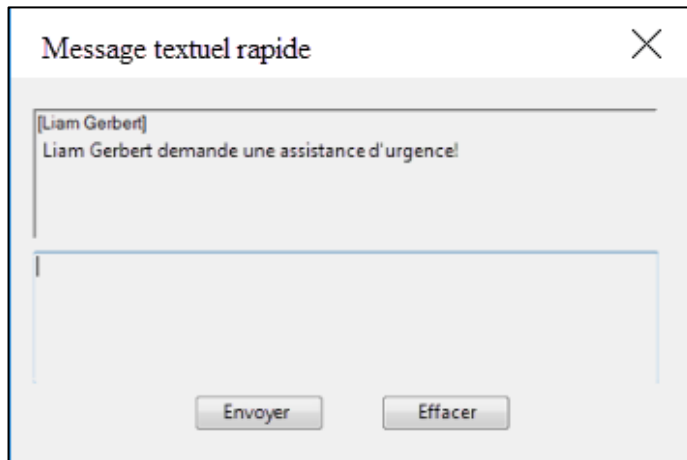 Message textuel rapide
[Liam Gerbert]
Liam Gerbert demande une assistance d'urgence!
Envoyer
Effacer